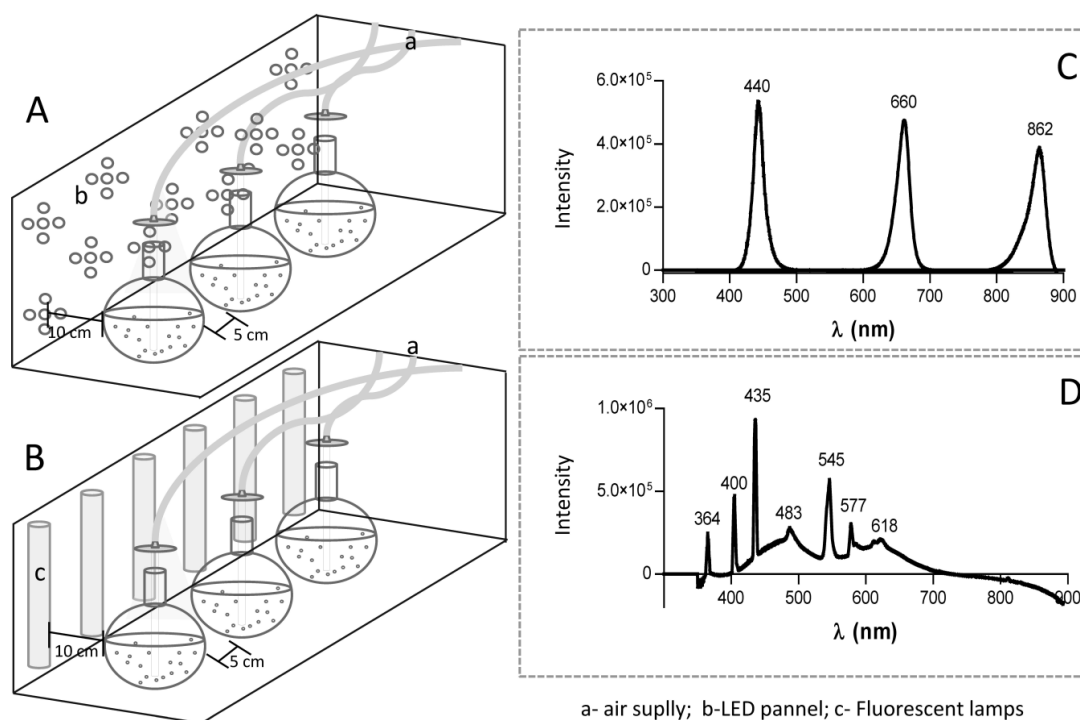 A
a
b
10 cm
5 cm
B
a
c
10 cm
5 cm
C
6.0×10⁵
4.0×10⁵
2.0×10⁵
0
Intensity
440
660
862
300 400 500 600 700 800 900
λ (nm)
D
1.0×10⁶
5.0×10⁵
0
Intensity
364
400
435
483
545
577
618
400 500 600 700 800 900
λ (nm)
a- air suplly; b-LED pannel; c- Fluorescent lamps